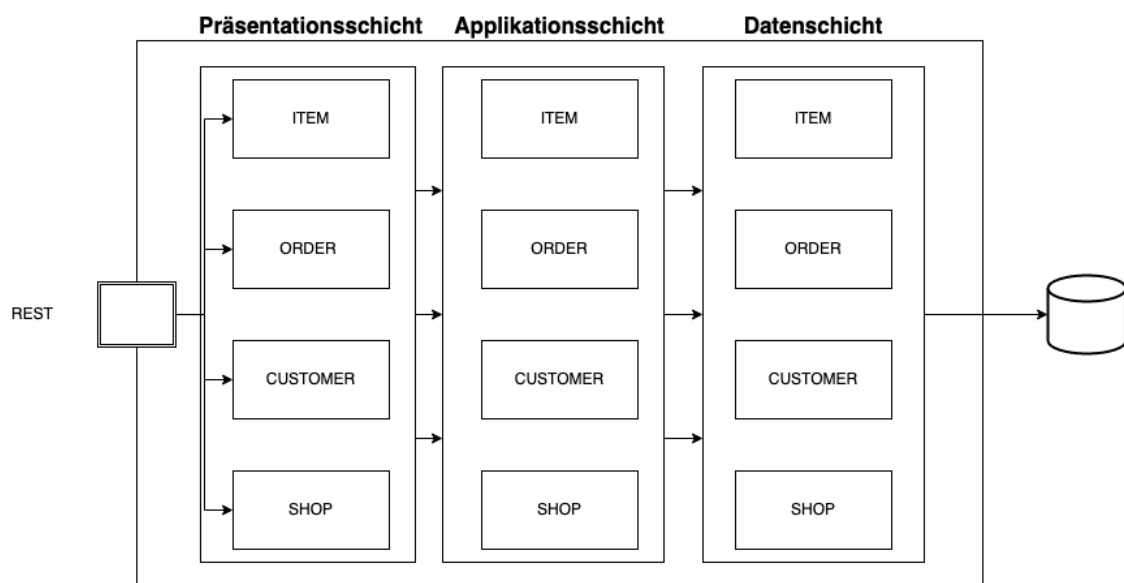 Präsentationsschicht Applikationsschicht Datenschicht
ITEM ITEM ITEM
ORDER ORDER ORDER
REST
CUSTOMER CUSTOMER CUSTOMER
SHOP SHOP SHOP